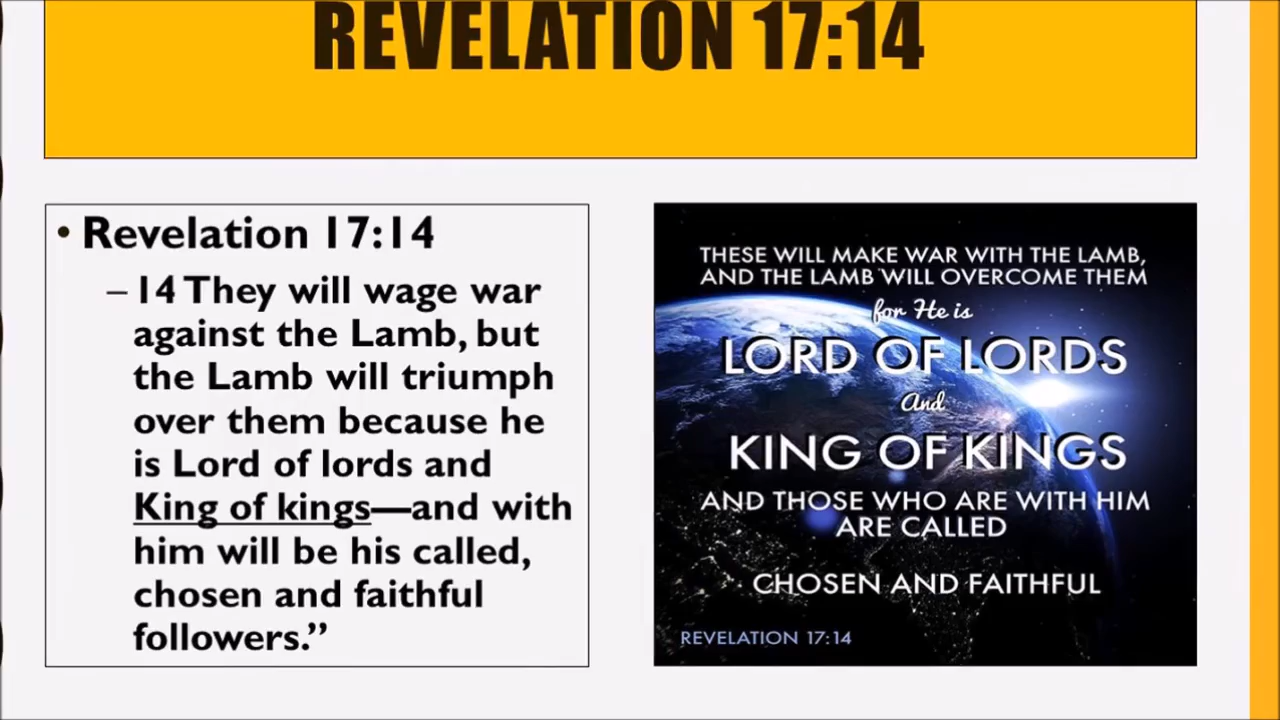 REVELATION 17:14
• Revelation 17:14
– 14 They will wage war
against the Lamb, but
the Lamb will triumph
over them because he
is Lord of lords and
King of kings—and with
him will be his called,
chosen and faithful
followers.”
THESE WILL MAKE WAR WITH THE LAMB,
AND THE LAMB WILL OVERCOME THEM
for He is
LORD OF LORDS
And
KING OF KINGS
AND THOSE WHO ARE WITH HIM
ARE CALLED
CHOSEN AND FAITHFUL
REVELATION 17:14